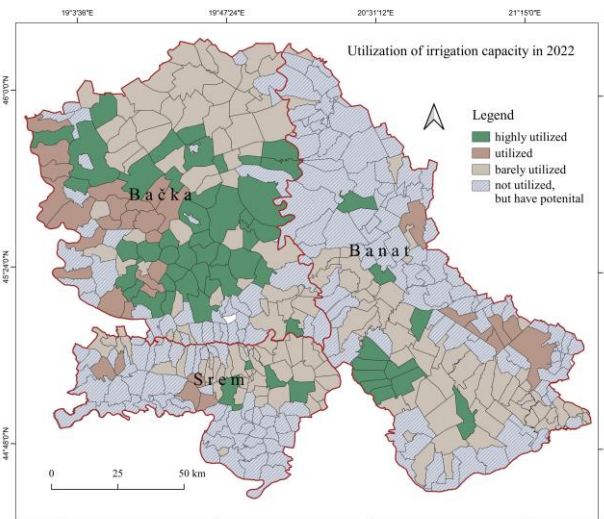 19°3'36"E 19°47'24"E 20°31'12"E 21°15'0"E
Utilization of irrigation capacity in 2022
46°0'0"N
Legend
highly utilized
utilized
barely utilized
not utilized,
but have potenital
Bačka
Banat
45°24'0"N
Srem
44°48'0"N
0 25 50 km